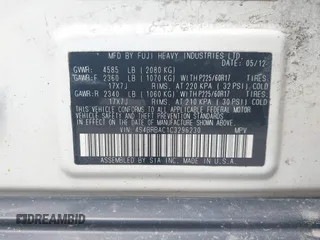 MFD BY FUJI HEAVY INDUSTRIES LTD. DATE 05/12
GVWR: 4585 LB ( 2080 KG)
GAWR:F 2360 LB ( 1070 KG) WITH P225/60R17 TIRES,
17X7J RIMS, AT 220 KPA ( 32 PSI) COLD
GAWR:R 2340 LB ( 1060 KG) WITH P225/60R17 TIRES,
17X7J RIMS, AT 210 KPA ( 30 PSI) COLD
THIS VEHICLE CONFORMS TO ALL APPLICABLE
FEDERAL MOTOR VEHICLE SAFETY AND THEFT
PREVENTION STANDARDS IN EFFECT ON THE DATE OF
MANUFACTURE SHOWN ABOVE.
VIN: 4S4BRBAC1C3296230 MPV
ASSEMBLED BY SIA INC. IN U.S.A.
DREAMBID